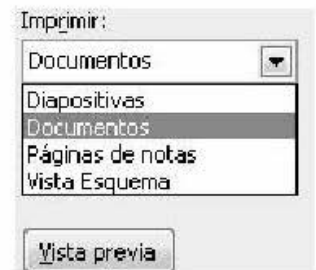 Imprimir:
Documentos
Diapositivas
Documentos
Páginas de notas
Vista Esquema
Vista previa